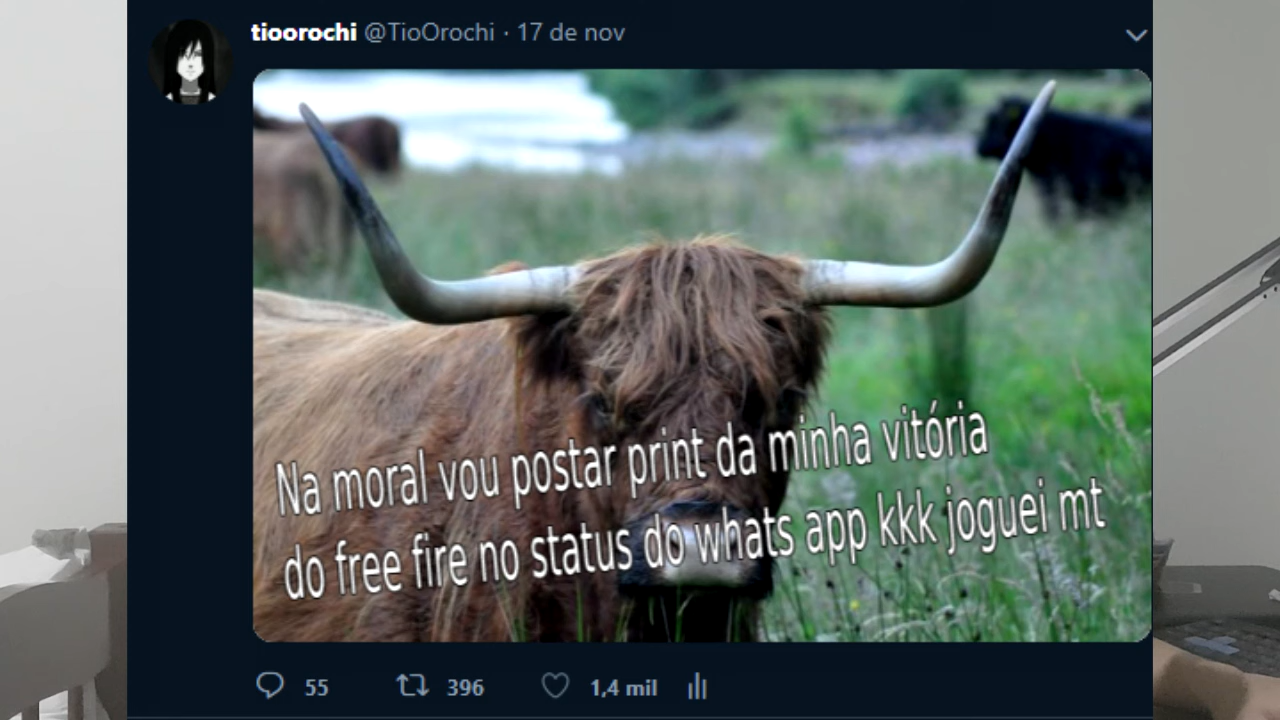 tioorochi @TioOrochi · 17 de nov
Na moral vou postar print da minha vitória
do free fire no status do whats app kkk joguei mt
55 396 1,4 mil